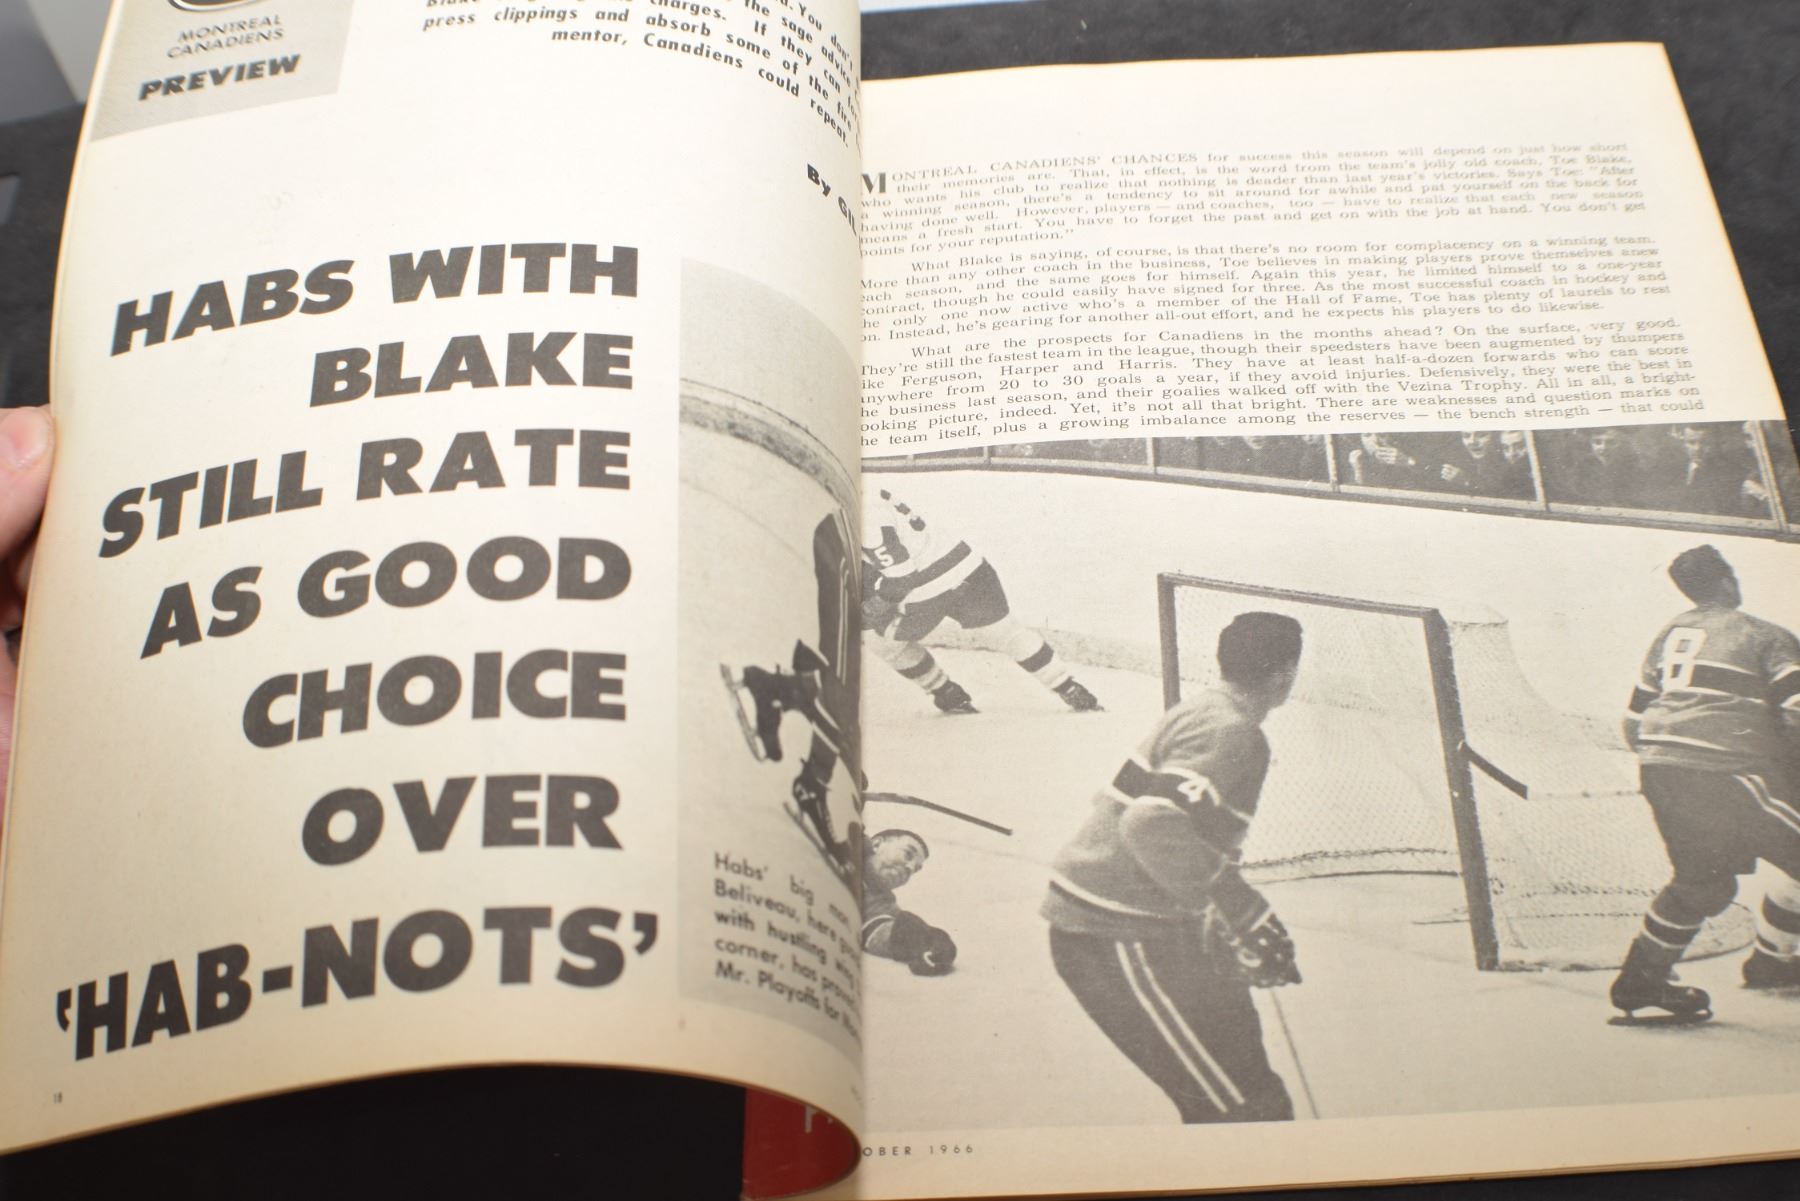 MONTREAL
CANADIENS
PREVIEW
the sage advice
press clippings and absorb some of the fire
mentor, Canadiens could repeat.
By
HABS WITH
BLAKE
STILL RATE
AS GOOD
CHOICE
OVER
'HAB-NOTS'
Habs' big
Beliveau, here
with hustling wing
corner, has
Mr. Playoffs for
18
MONTREAL CANADIENS' CHANCES for success this season will depend on just how short
their memories are. That, in effect, is the word from the team's jolly old coach, Toe Blake,
who wants his club to realize that nothing is deader than last year's victories. Says Toe: "After
a winning season, there's a tendency to sit around for awhile and pat yourself on the back for
having done well. However, players — and coaches, too — have to realize that each new season
means a fresh start. You have to forget the past and get on with the job at hand. You don't get
points for your reputation."
What Blake is saying, of course, is that there's no room for complacency on a winning team.
More than any other coach in the business, Toe believes in making players prove themselves anew
each season, and the same goes for himself. Again this year, he limited himself to a one-year
contract, though he could easily have signed for three. As the most successful coach in hockey and
he only one now active who's a member of the Hall of Fame, Toe has plenty of laurels to rest
on. Instead, he's gearing for another all-out effort, and he expects his players to do likewise.
What are the prospects for Canadiens in the months ahead? On the surface, very good.
They're still the fastest team in the league, though their speedsters have been augmented by thumpers
ike Ferguson, Harper and Harris. They have at least half-a-dozen forwards who can score
anywhere from 20 to 30 goals a year, if they avoid injuries. Defensively, they were the best in
he business last season, and their goalies walked off with the Vezina Trophy. All in all, a bright-
ooking picture, indeed. Yet, it's not all that bright. There are weaknesses and question marks on
he team itself, plus a growing imbalance among the reserves — the bench strength — that could
5
4
8
OBER 1966